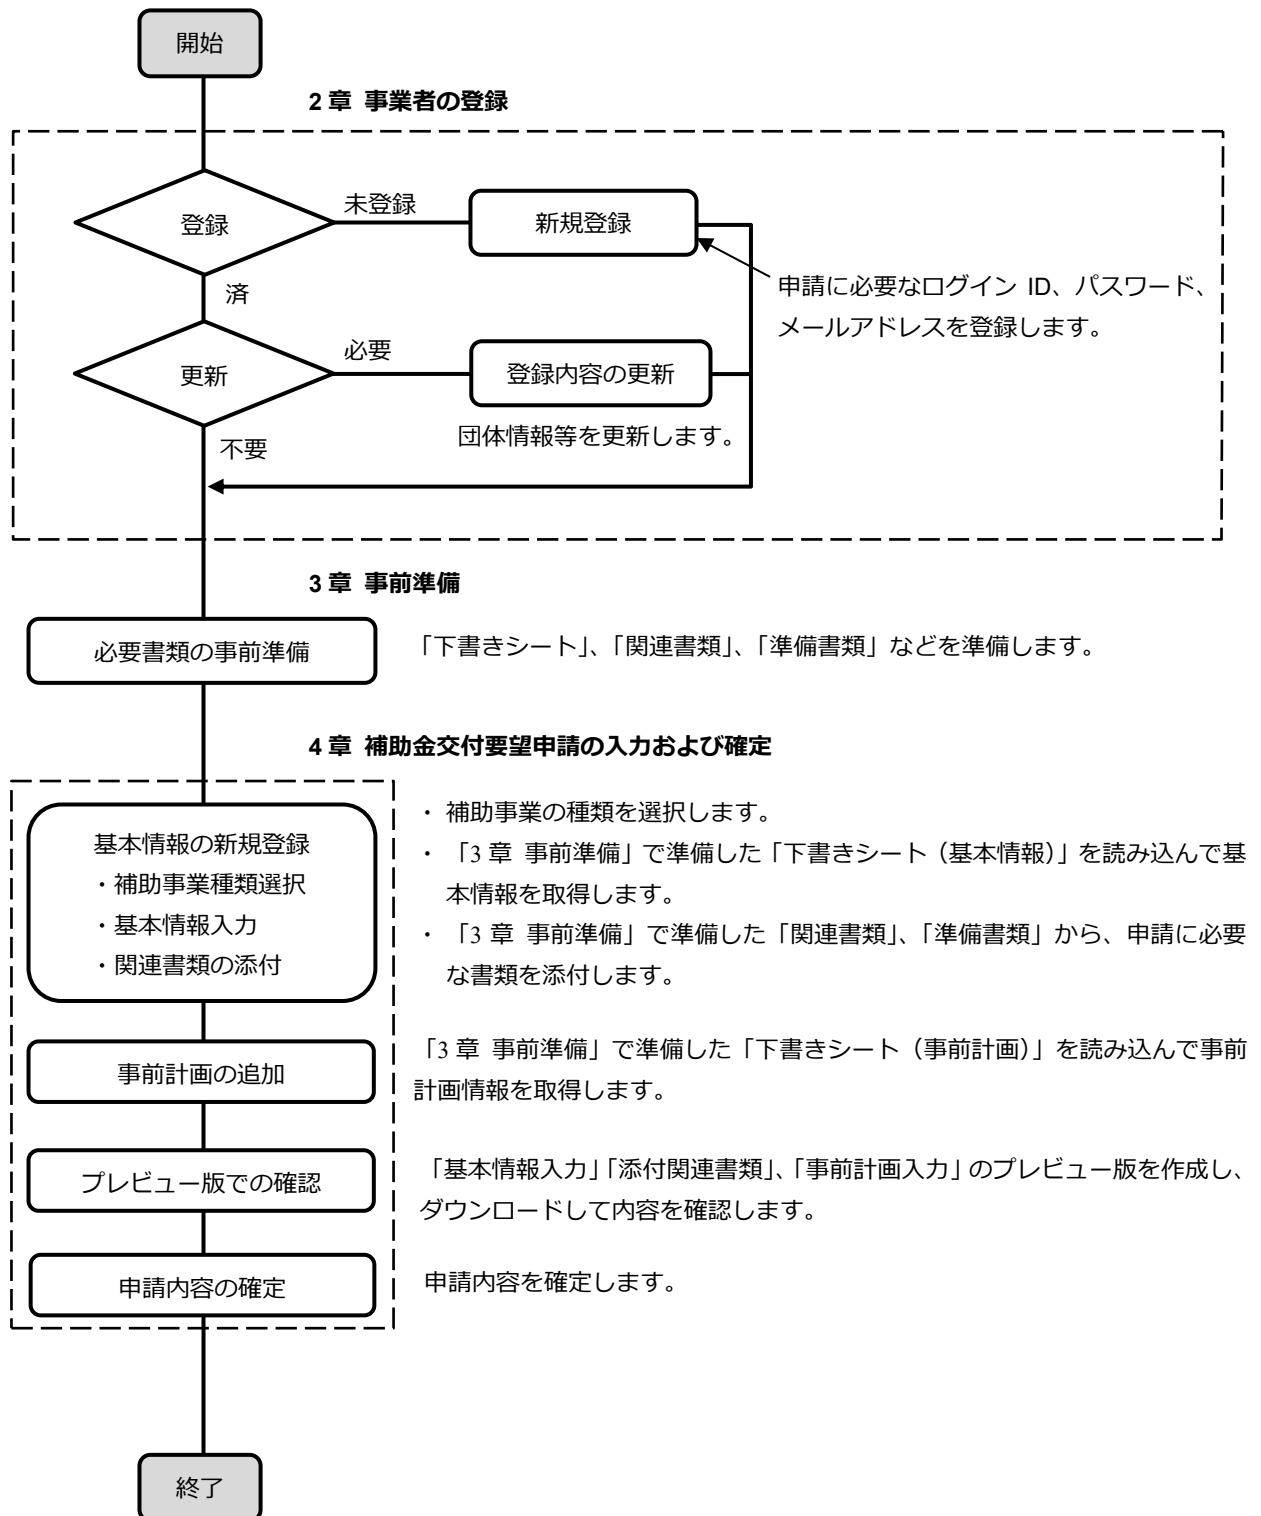 開始
2章 事業者の登録
登録
未登録
新規登録
申請に必要なログイン ID、パスワード、
メールアドレスを登録します。
済
更新
必要
登録内容の更新
団体情報等を更新します。
不要
3章 事前準備
必要書類の事前準備
「下書きシート」、「関連書類」、「準備書類」などを準備します。
4章 補助金交付要望申請の入力および確定
基本情報の新規登録
・補助事業種類選択
・基本情報入力
・関連書類の添付
・ 補助事業の種類を選択します。
・ 「3章 事前準備」で準備した「下書きシート（基本情報）」を読み込んで基
本情報を取得します。
・ 「3章 事前準備」で準備した「関連書類」、「準備書類」から、申請に必要
な書類を添付します。
事前計画の追加
「3章 事前準備」で準備した「下書きシート（事前計画）」を読み込んで事前
計画情報を取得します。
プレビュー版での確認
「基本情報入力」「添付関連書類」、「事前計画入力」のプレビュー版を作成し、
ダウンロードして内容を確認します。
申請内容の確定
申請内容を確定します。
終了